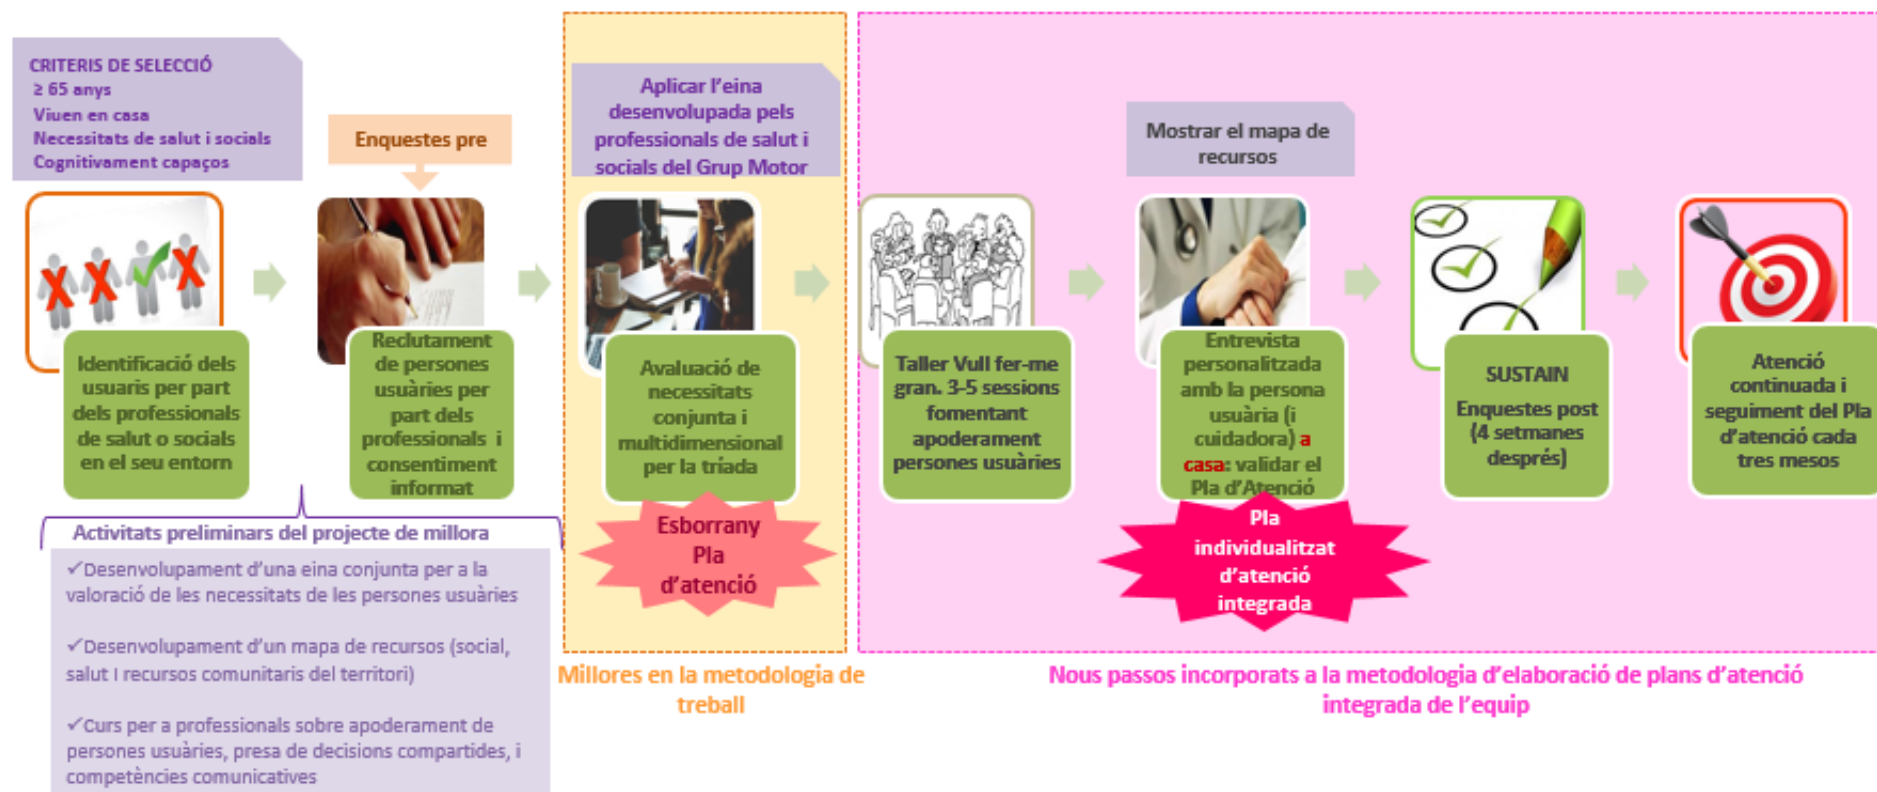 CRITERIS DE SELECCIÓ
≥ 65 anys
Viuen en casa
Necessitats de salut i socials
Cognitivament capaços
Enquestes pre
Aplicar l'eina
desenvolupada pels
professionals de salut i
socials del Grup Motor
Mostrar el mapa de
recursos
Identificació dels
usuaris per part
dels professionals
de salut o socials
en el seu entorn
Reclutament
de persones
usuàries per
part dels
professionals i
consentiment
informat
Avaluació de
necessitats
conjunta i
multidimensional
per la tríada
Taller Vull fer-me
gran. 3-5 sessions
fomentant
apoderament
persones usuàries
Entrevista
personalitzada
amb la persona
usuària (i
cuidadora) a
casa: validar el
Pla d'Atenció
SUSTAIN
Enquestes post
(4 setmanes
després)
Atenció
continuada i
seguiment del Pla
d'atenció cada
tres mesos
Esborrany
Pla
d'atenció
Pla
individualitzat
d'atenció
integrada
Activitats preliminars del projecte de millora
✓Desenvolupament d'una eina conjunta per a la
valoració de les necessitats de les persones usuàries
✓Desenvolupament d'un mapa de recursos (social,
salut I recursos comunitaris del territori)
✓Curs per a professionals sobre apoderament de
persones usuàries, presa de decisions compartides, i
competències comunicatives
Millores en la metodologia de
treball
Nous passos incorporats a la metodologia d'elaboració de plans d'atenció
integrada de l'equip